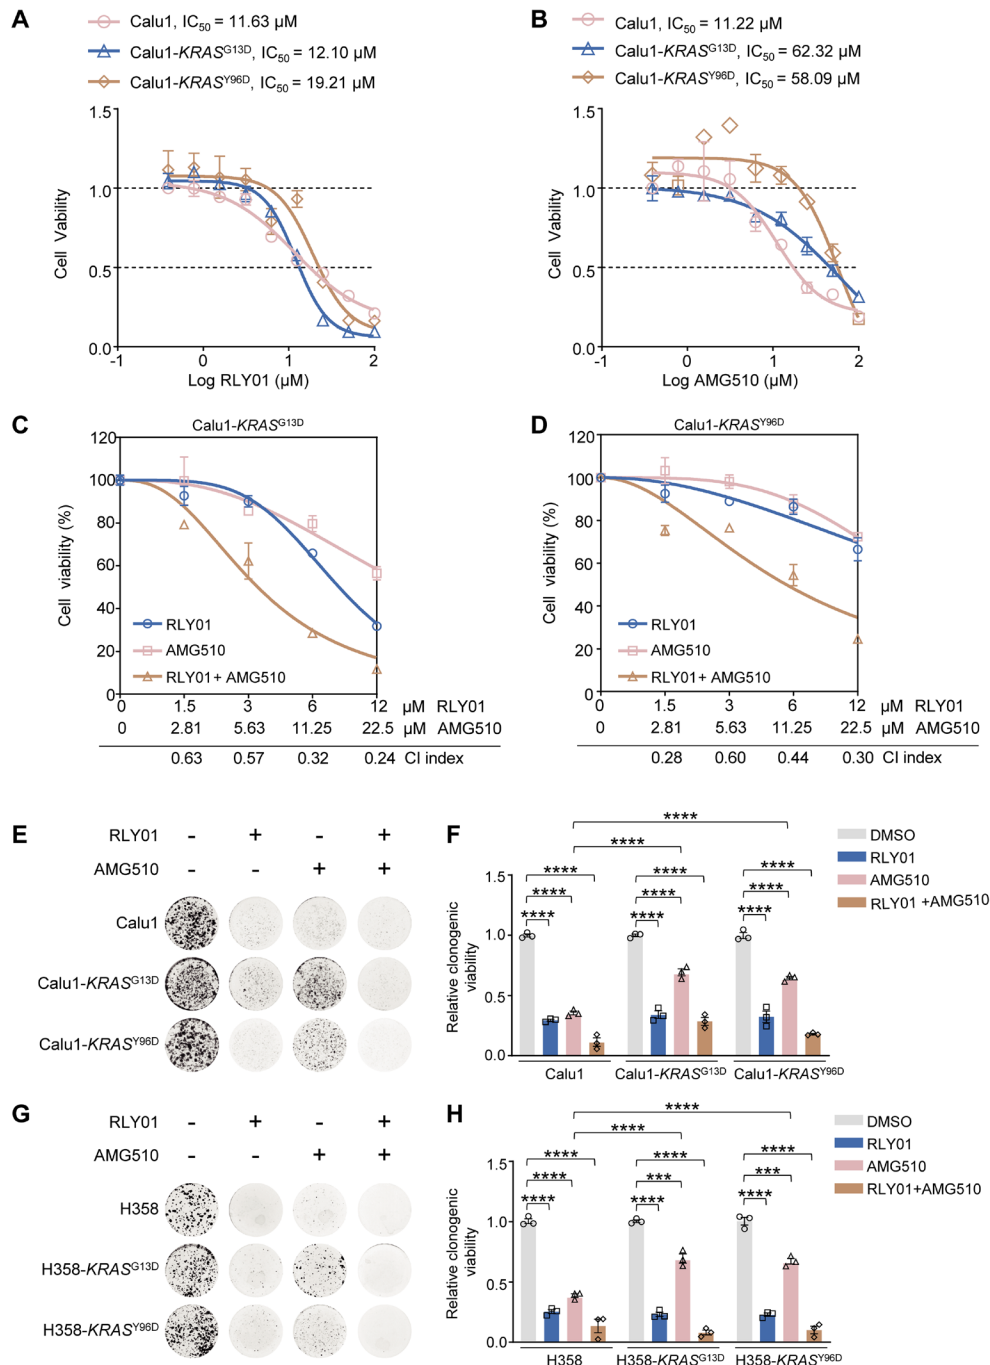 A
Calu1, IC50 = 11.63 µM
Calu1-KRASG13D, IC50 = 12.10 µM
Calu1-KRASY96D, IC50 = 19.21 µM
Cell Vability
1.5
1.0
0.5
0.0
-1 0 1 2
Log RLY01 (µM)
B
Calu1, IC50 = 11.22 µM
Calu1-KRASG13D, IC50 = 62.32 µM
Calu1-KRASY96D, IC50 = 58.09 µM
Cell Viability
1.5
1.0
0.5
0.0
-1 0 1 2
Log AMG510 (µM)
C
Calu1-KRASG13D
Cell viability (%)
120
100
80
60
40
20
0
RLY01
AMG510
RLY01 + AMG510
0 1.5 3 6 12 µM RLY01
0 2.81 5.63 11.25 22.5 µM AMG510
0.63 0.57 0.32 0.24 CI index
D
Calu1-KRASY96D
Cell viability (%)
120
100
80
60
40
20
0
RLY01
AMG510
RLY01 + AMG510
0 1.5 3 6 12 µM RLY01
0 2.81 5.63 11.25 22.5 µM AMG510
0.28 0.60 0.44 0.30 CI index
E
RLY01 - + - +
AMG510 - - + +
Calu1
Calu1-KRASG13D
Calu1-KRASY96D
F
**** 
****
**** **** ****
**** **** ****
**** **** ****
DMSO
RLY01
AMG510
RLY01 +AMG510
Relative clonogenic
viability
1.5
1.0
0.5
0.0
Calu1 Calu1-KRASG13D Calu1-KRASY96D
G
RLY01 - + - +
AMG510 - - + +
H358
H358-KRASG13D
H358-KRASY96D
H
****
****
**** **** ****
**** *** ***
**** **** ****
DMSO
RLY01
AMG510
RLY01+AMG510
Relative clonogenic
viability
1.5
1.0
0.5
0.0
H358 H358-KRASG13D H358-KRASY96D